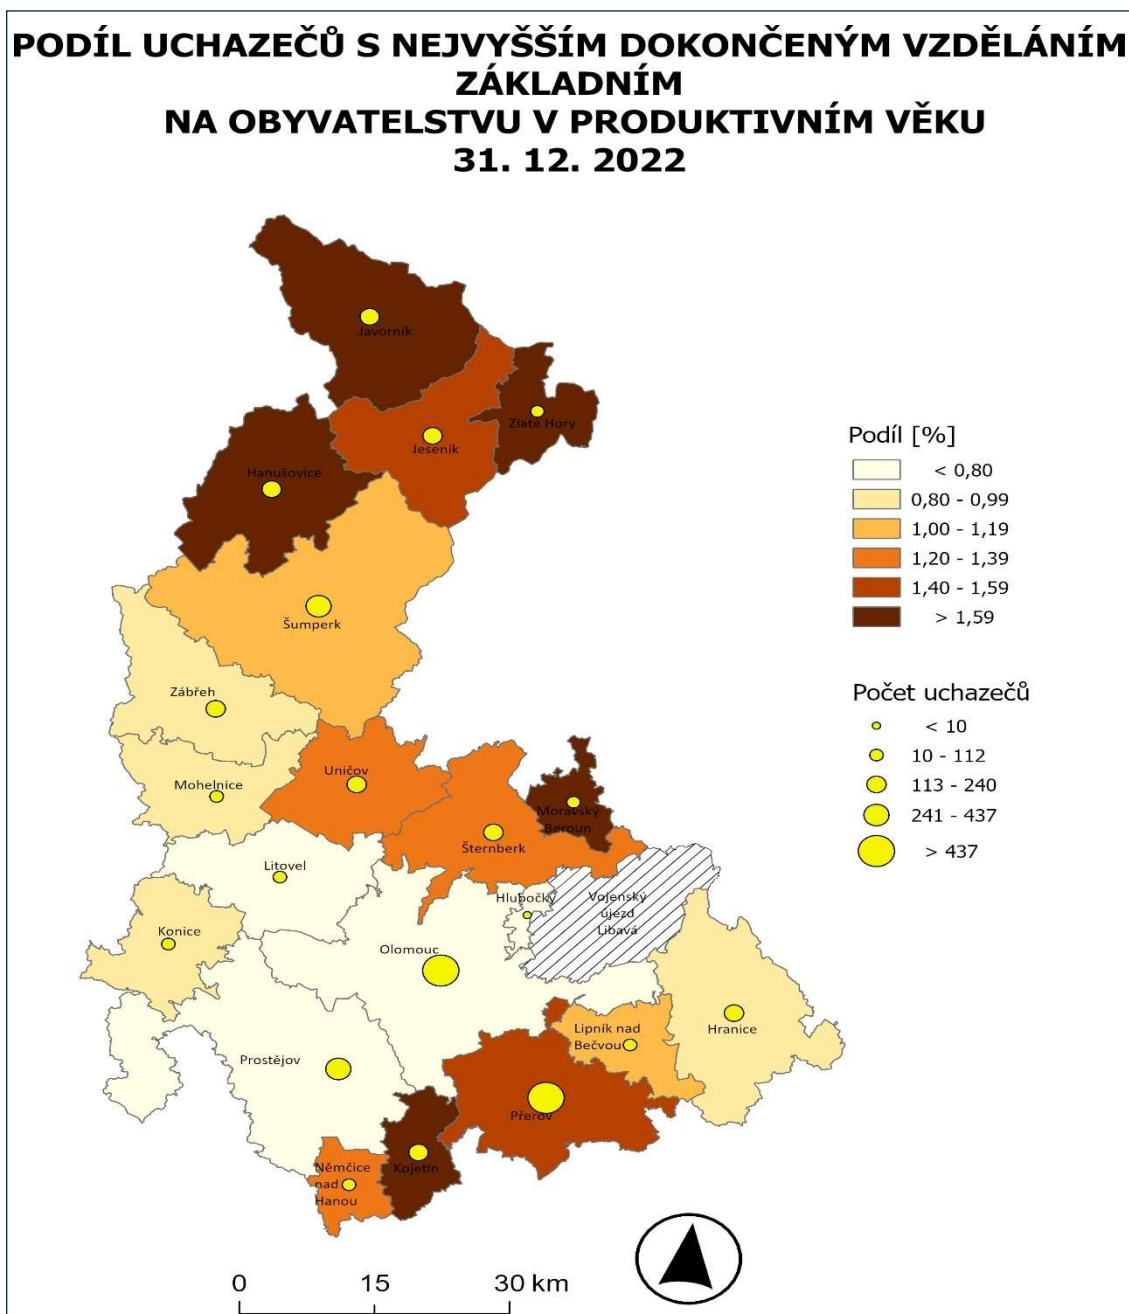 PODÍL UCHAZEČŮ S NEJVYŠŠÍM DOKONČENÝM VZDĚLÁNÍM
ZÁKLADNÍM
NA OBYVATELSTVU V PRODUKTIVNÍM VĚKU
31. 12. 2022
Javorník
Zlaté Hory
Jeseník
Hanušovice
Šumperk
Zábřeh
Mohelnice
Uničov
Moravský
Beroun
Šternberk
Litovel
Hlubočky
Vojenský
újezd
Libavá
Konice
Olomouc
Hranice
Lipník nad
Bečvou
Prostějov
Přerov
Kojetín
Němčice
nad
Hanou
Podíl [%]
< 0,80
0,80 - 0,99
1,00 - 1,19
1,20 - 1,39
1,40 - 1,59
> 1,59
Počet uchazečů
< 10
10 - 112
113 - 240
241 - 437
> 437
0 15 30 km